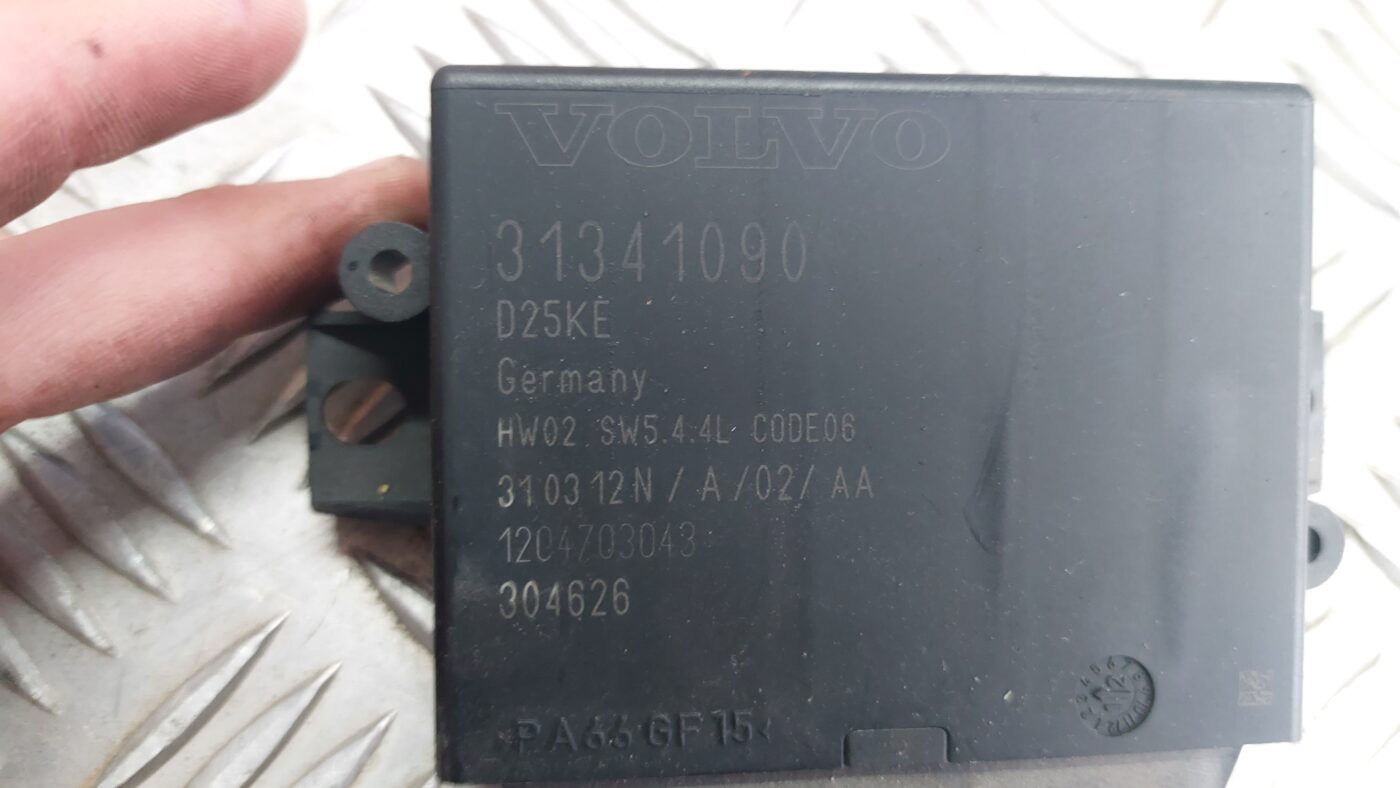 VOLVO
31341090
D25KE
Germany
HW02 SW5.4.4L CODE06
310312N / A /02/ AA
1204703043
304626
PA66 GF15<